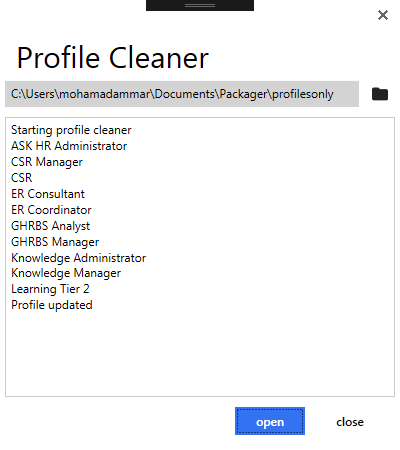 Profile Cleaner
C:\Users\mohamadammar\Documents\Packager\profilesonly
Starting profile cleaner
ASK HR Administrator
CSR Manager
CSR
ER Consultant
ER Coordinator
GHRBS Analyst
GHRBS Manager
Knowledge Administrator
Knowledge Manager
Learning Tier 2
Profile updated
open
close